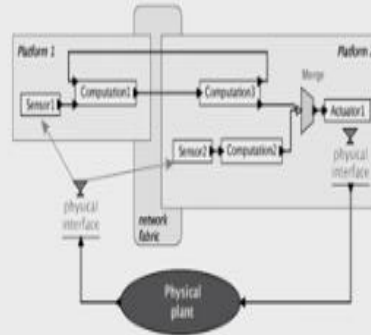 Platform 1
Platform
Merge
Computation1
Computation3
Sensor1
Actuator1
Sensor2
Computation2
physical
interface
physical
interface
network
fabric
Physical
plant